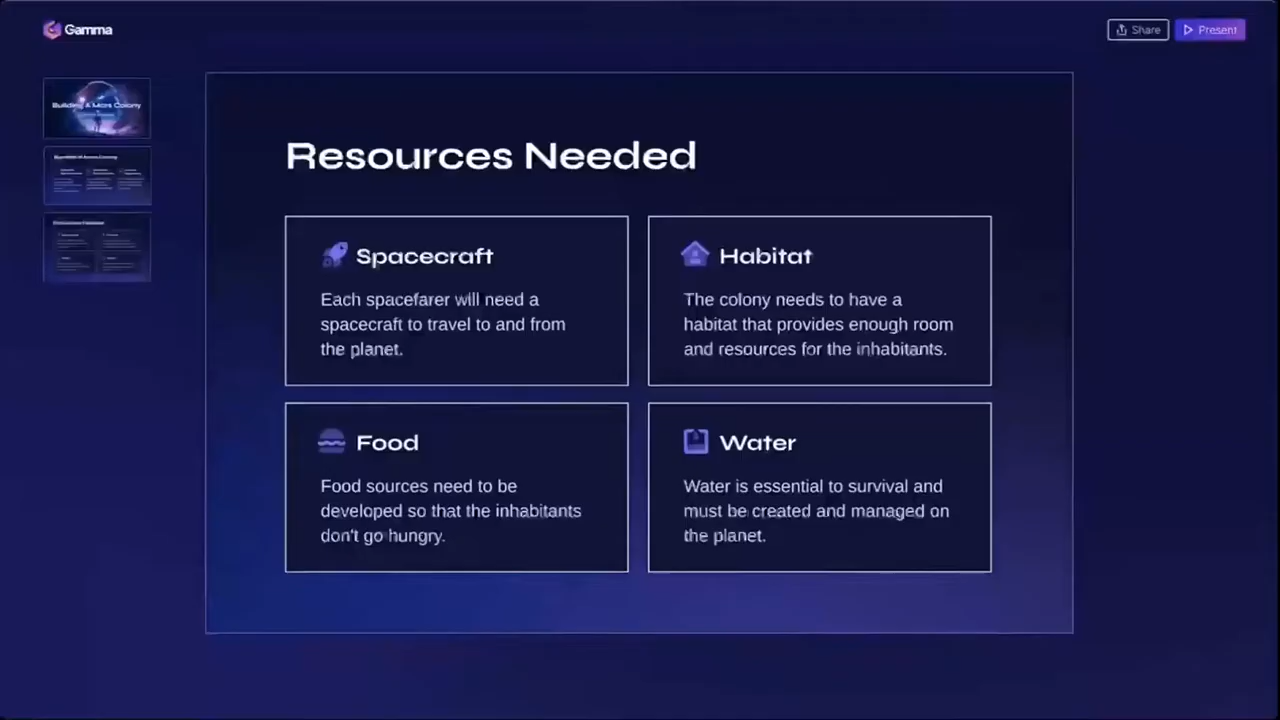 Gamma
Share
Present
Building A Mars Colony
Resources Needed
Spacecraft
Each spacefarer will need a
spacecraft to travel to and from
the planet.
Habitat
The colony needs to have a
habitat that provides enough room
and resources for the inhabitants.
Food
Food sources need to be
developed so that the inhabitants
don't go hungry.
Water
Water is essential to survival and
must be created and managed on
the planet.